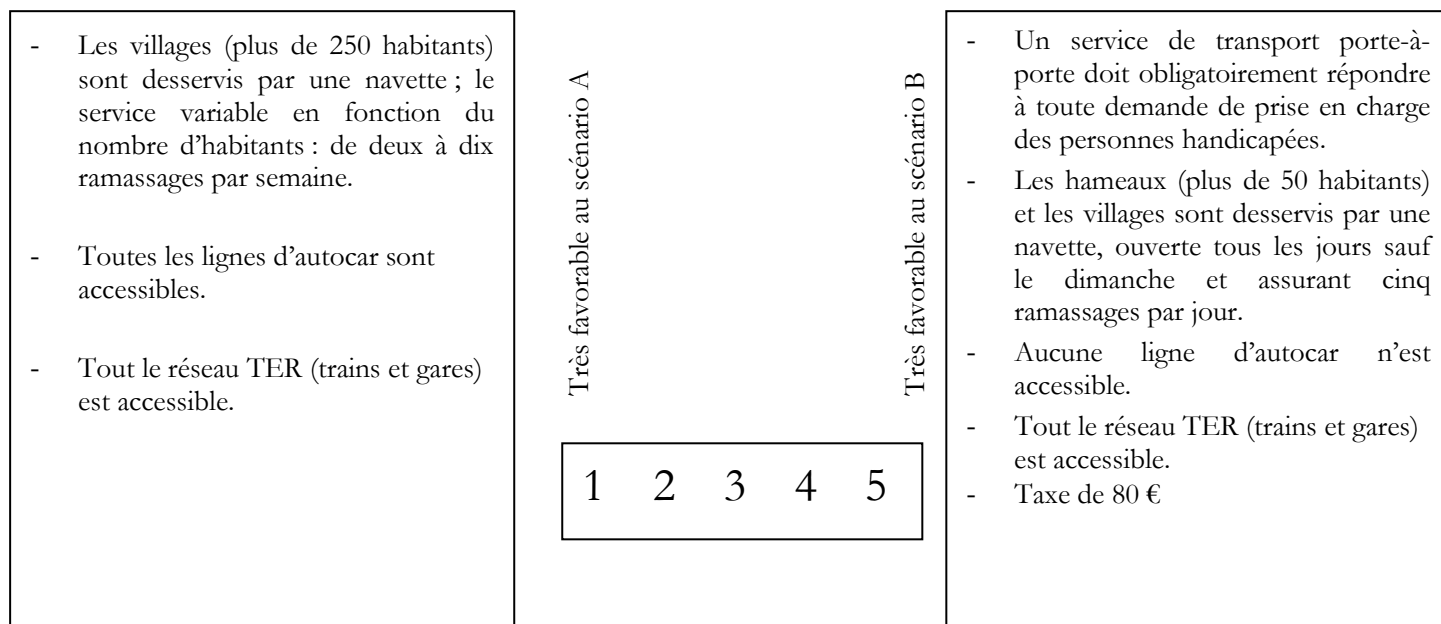 - Les villages (plus de 250 habitants)
sont desservis par une navette ; le
service variable en fonction du
nombre d'habitants : de deux à dix
ramassages par semaine.
- Toutes les lignes d'autocar sont
accessibles.
- Tout le réseau TER (trains et gares)
est accessible.
Très favorable au scénario A
Très favorable au scénario B
1 2 3 4 5
- Un service de transport porte-à-
porte doit obligatoirement répondre
à toute demande de prise en charge
des personnes handicapées.
- Les hameaux (plus de 50 habitants)
et les villages sont desservis par une
navette, ouverte tous les jours sauf
le dimanche et assurant cinq
ramassages par jour.
- Aucune ligne d'autocar n'est
accessible.
- Tout le réseau TER (trains et gares)
est accessible.
- Taxe de 80 €